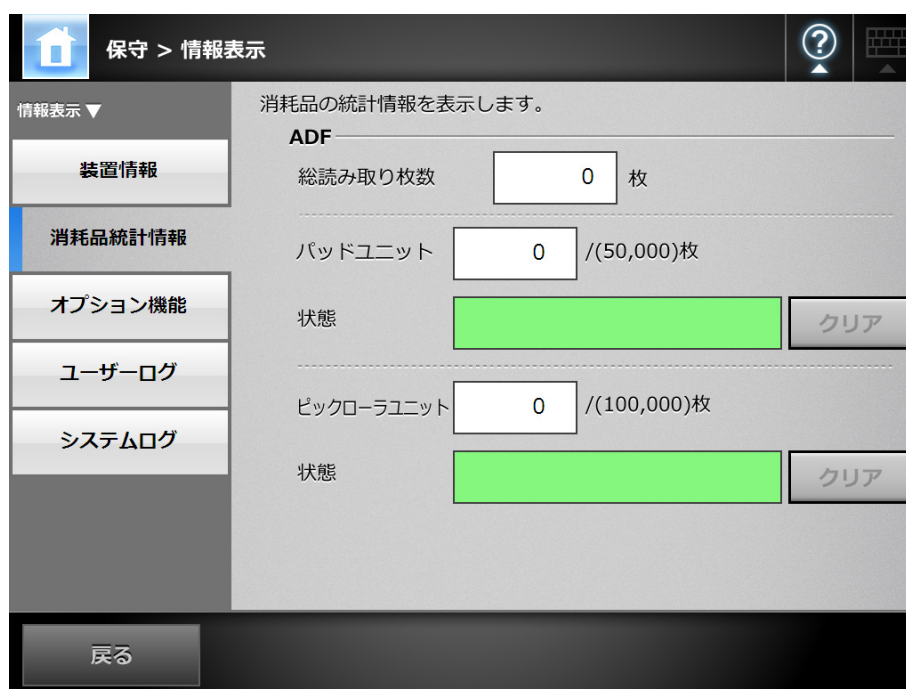 保守 > 情報表示
?
情報表示▼
装置情報
消耗品統計情報
オプション機能
ユーザーログ
システムログ
消耗品の統計情報を表示します。
ADF
総読み取り枚数 0 枚
パッドユニット 0 /(50,000)枚
状態 クリア
ピックローラユニット 0 /(100,000)枚
状態 クリア
戻る